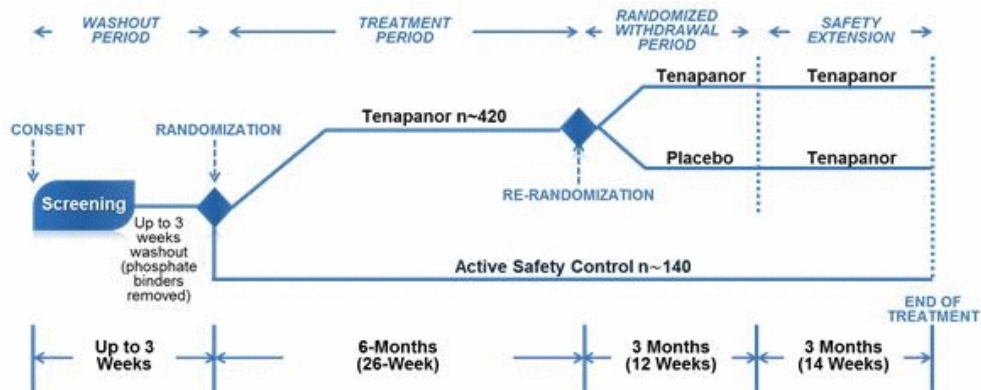 WASHOUT
PERIOD
TREATMENT
PERIOD
RANDOMIZED
WITHDRAWAL
PERIOD
SAFETY
EXTENSION
Tenapanor
Tenapanor
Tenapanor n~420
CONSENT
RANDOMIZATION
Placebo
Tenapanor
RE-RANDOMIZATION
Screening
Up to 3
weeks
washout
(phosphate
binders
removed)
Active Safety Control n~140
END OF
TREATMENT
Up to 3
Weeks
6-Months
(26-Week)
3 Months
(12 Weeks)
3 Months
(14 Weeks)